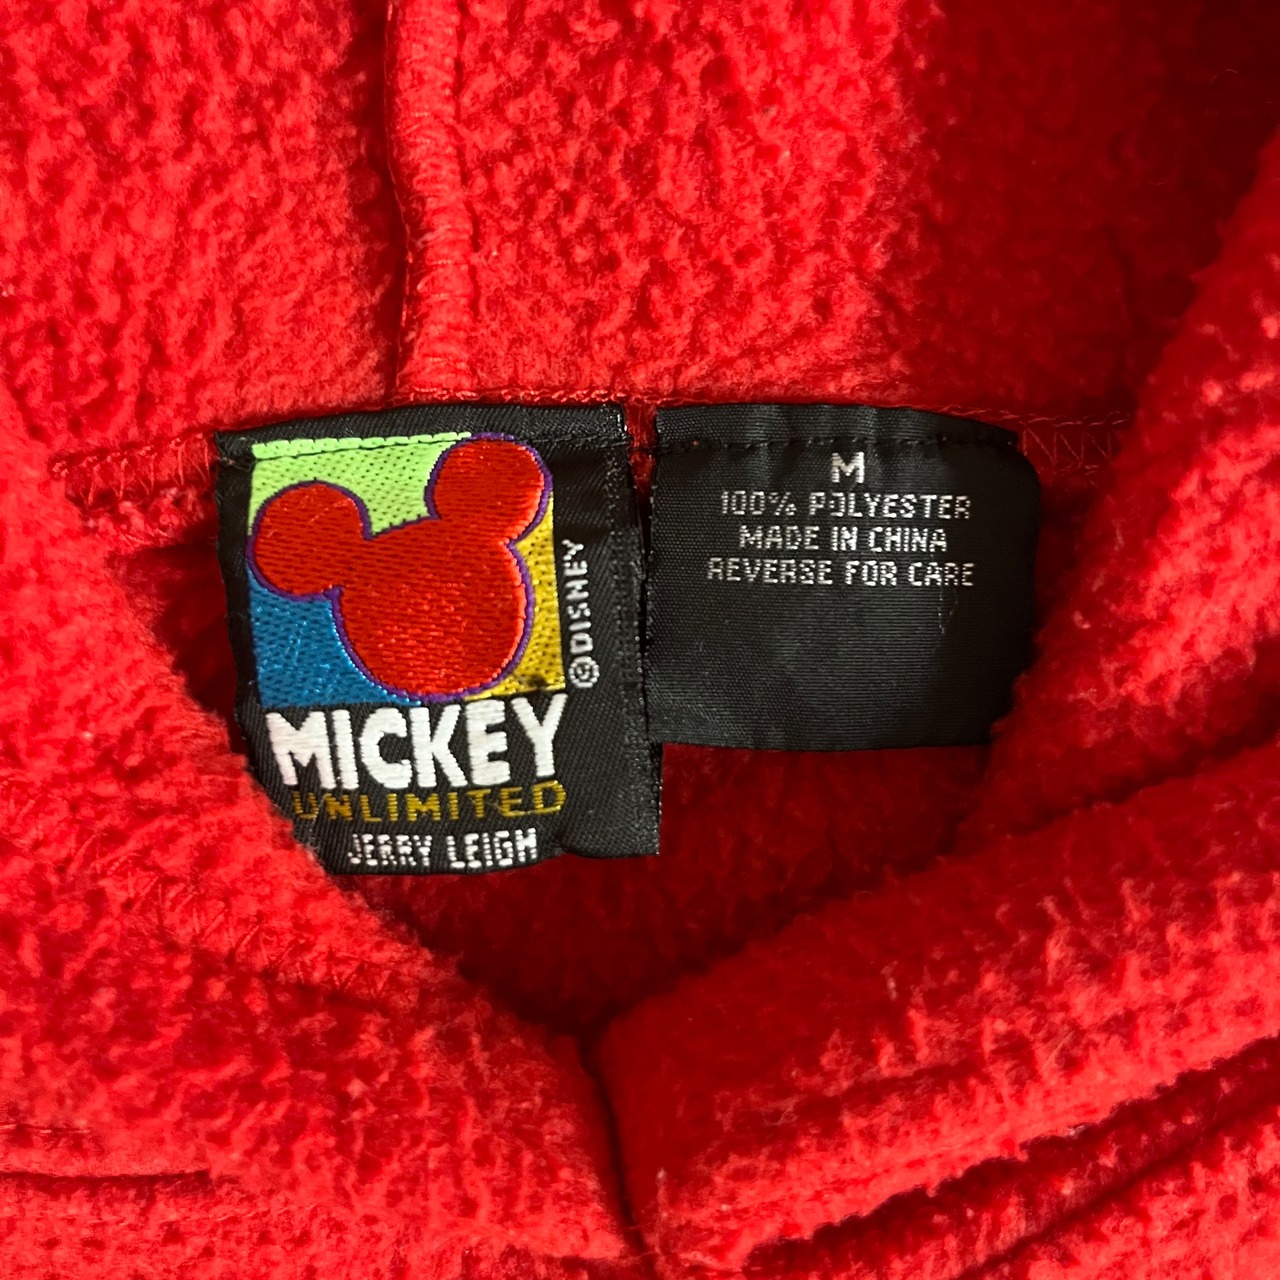 ©DISNEY
MICKEY
UNLIMITED
JERRY LEIGH
M
100% POLYESTER
MADE IN CHINA
REVERSE FOR CARE